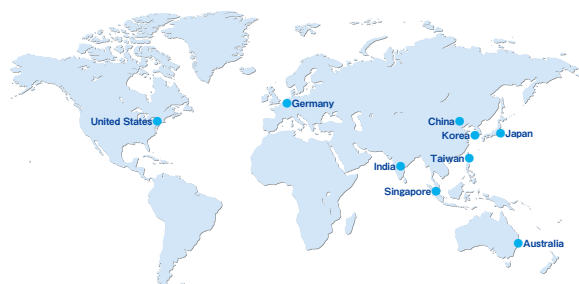 Germany
United States
China
Korea
Japan
Taiwan
India
Singapore
Australia